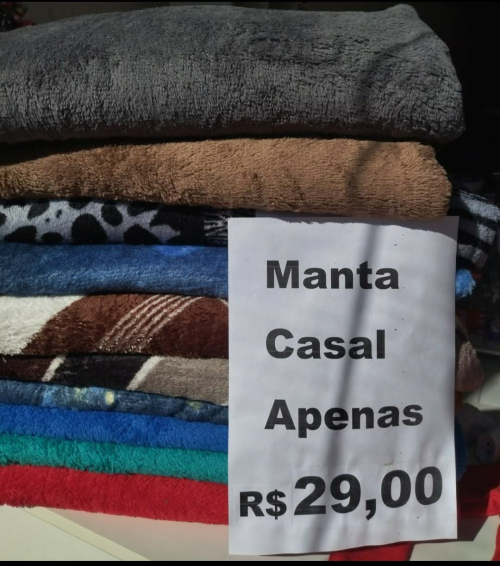 Manta
Casal
Apenas
R$ 29,00